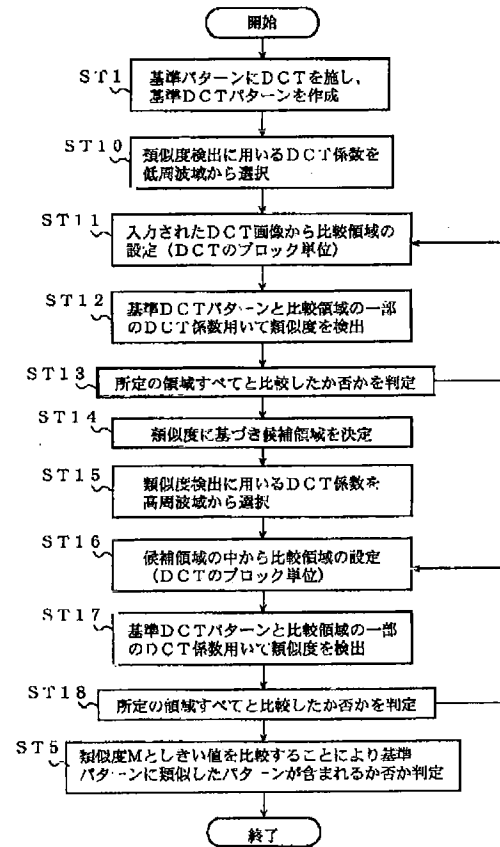 開始
ST1
基準パターンにDCTを施し、
基準DCTパターンを作成
ST10
類似度検出に用いるDCT係数を
低周波域から選択
ST11
入力されたDCT画像から比較領域の
設定(DCTのブロック単位)
ST12
基準DCTパターンと比較領域の一部
のDCT係数用いて類似度を検出
ST13
所定の領域すべてと比較したか否かを判定
ST14
類似度に基づき候補領域を決定
ST15
類似度検出に用いるDCT係数を
高周波域から選択
ST16
候補領域の中から比較領域の設定
(DCTのブロック単位)
ST17
基準DCTパターンと比較領域の一部
のDCT係数用いて類似度を検出
ST18
所定の領域すべてと比較したか否かを判定
ST5
類似度Mとしきい値を比較することにより基準
パターンに類似したパターンが含まれるか否か判定
終了